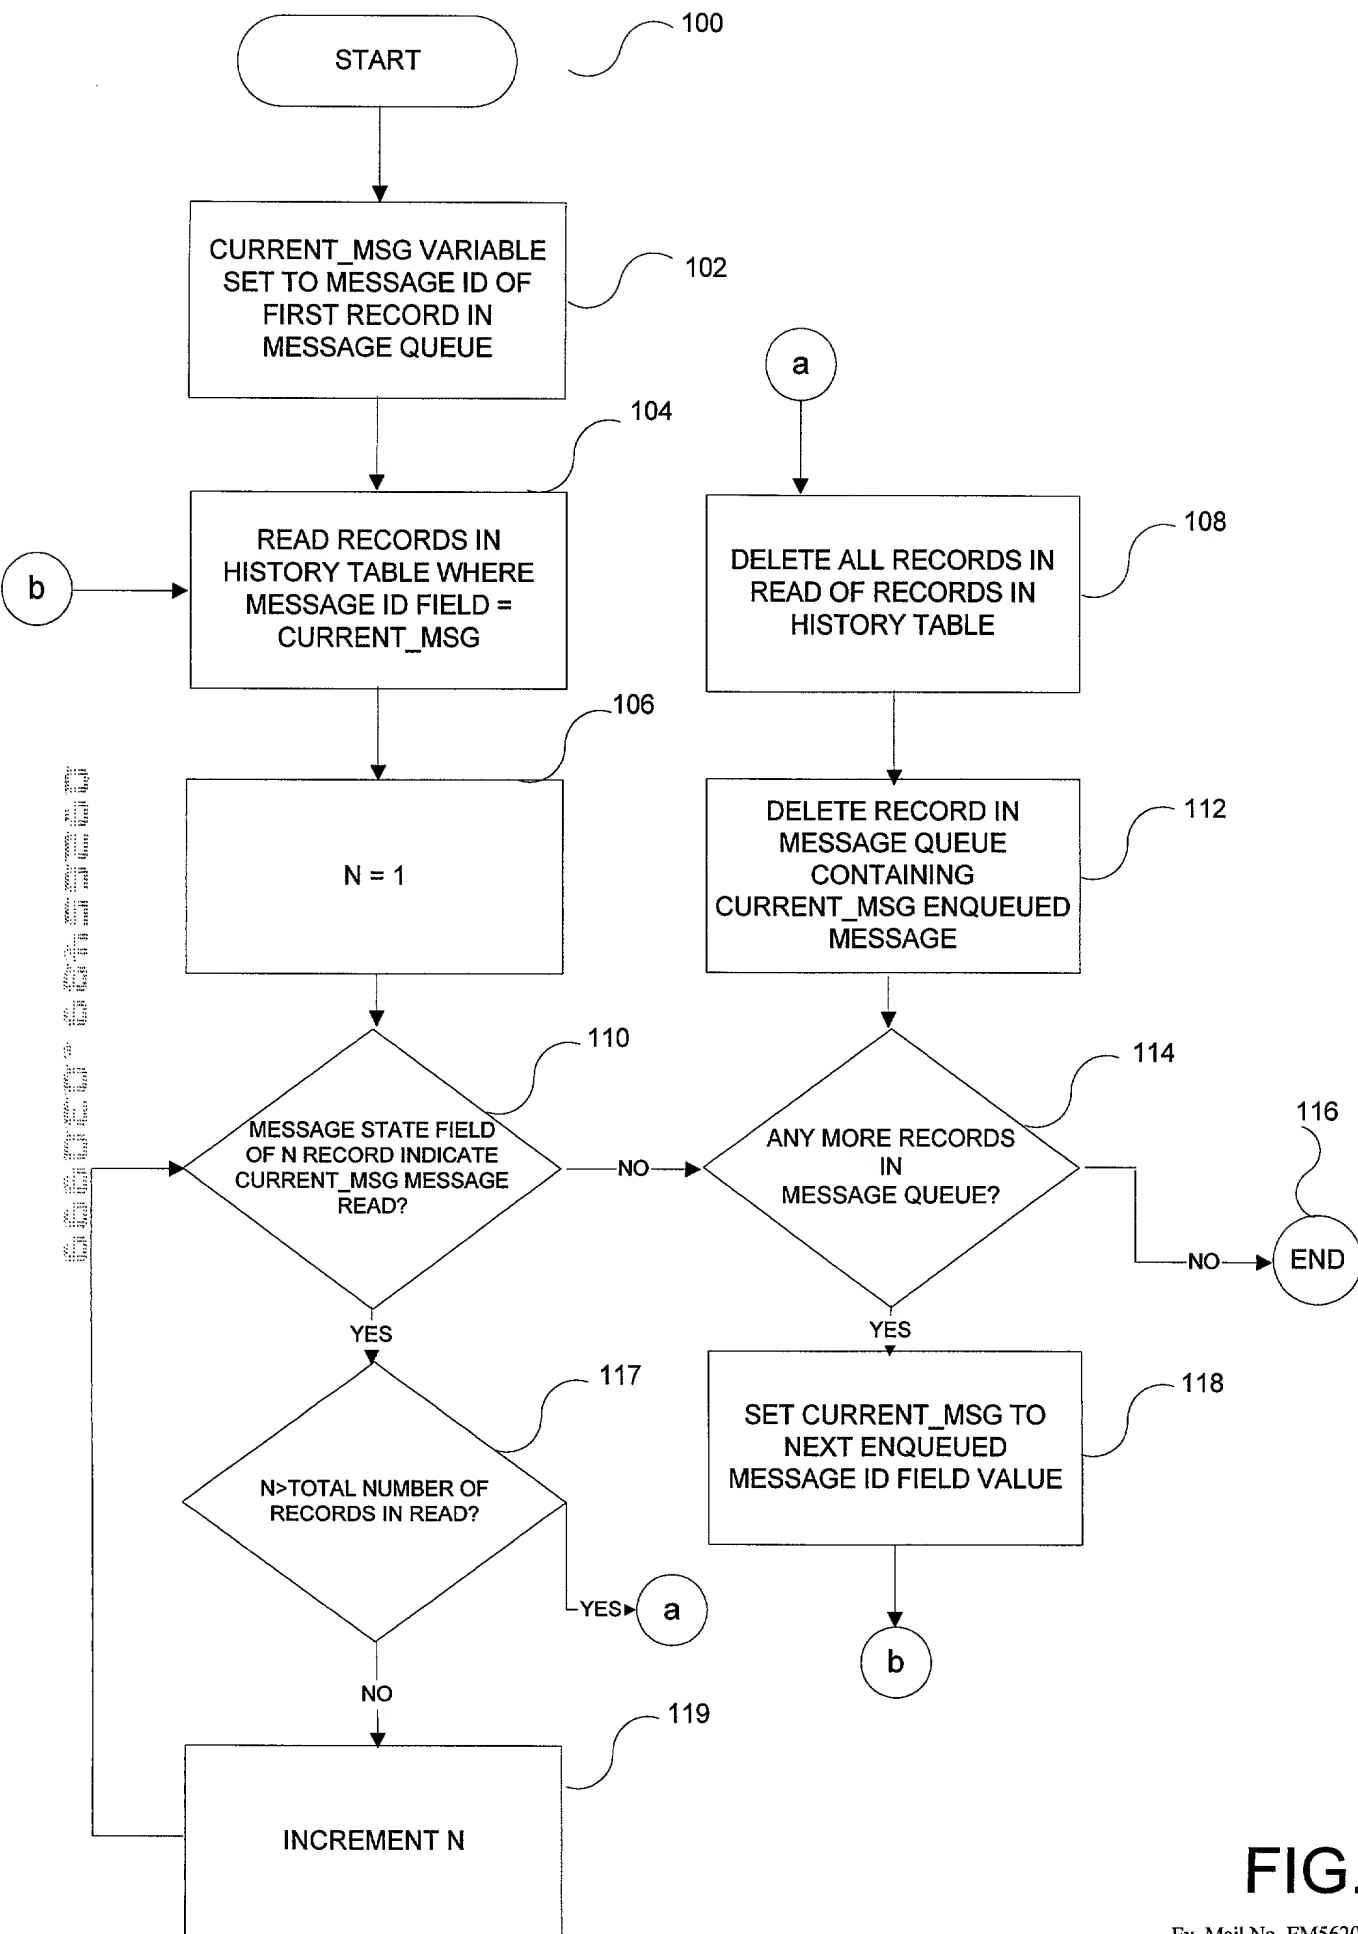 START
100
CURRENT_MSG VARIABLE
SET TO MESSAGE ID OF
FIRST RECORD IN
MESSAGE QUEUE
102
104
b
READ RECORDS IN
HISTORY TABLE WHERE
MESSAGE ID FIELD =
CURRENT_MSG
106
N = 1
110
MESSAGE STATE FIELD
OF N RECORD INDICATE
CURRENT_MSG MESSAGE
READ?
NO
YES
117
N>TOTAL NUMBER OF
RECORDS IN READ?
YES
a
NO
119
INCREMENT N
a
108
DELETE ALL RECORDS IN
READ OF RECORDS IN
HISTORY TABLE
112
DELETE RECORD IN
MESSAGE QUEUE
CONTAINING
CURRENT_MSG ENQUEUED
MESSAGE
114
ANY MORE RECORDS
IN
MESSAGE QUEUE?
116
NO
END
YES
118
SET CURRENT_MSG TO
NEXT ENQUEUED
MESSAGE ID FIELD VALUE
b
FIG.